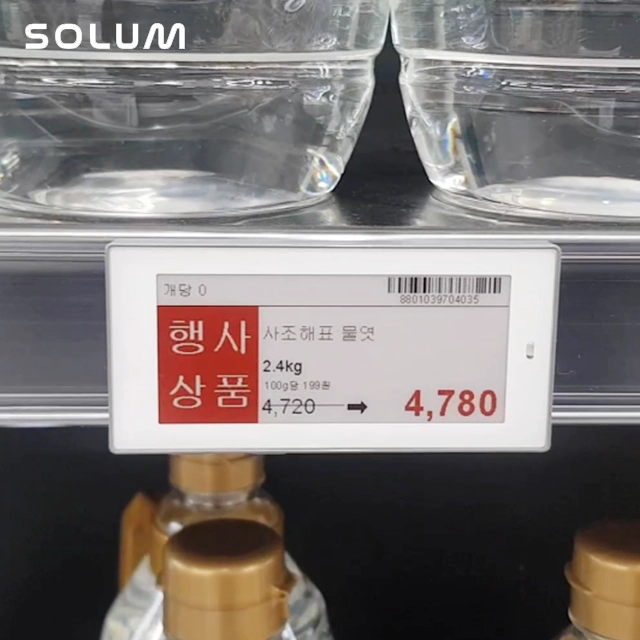 SOLUM
개당 0
8801039704035
행사
상품
사조해표 물엿
2.4kg
100g당 199원
4,720 ➡ 4,780